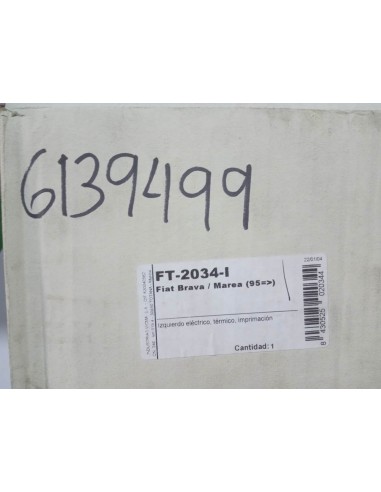 6139499
FT-2034-I
Fiat Brava / Marea (95=>)
Izquierdo eléctrico, térmico, imprimación
Cantidad: 1